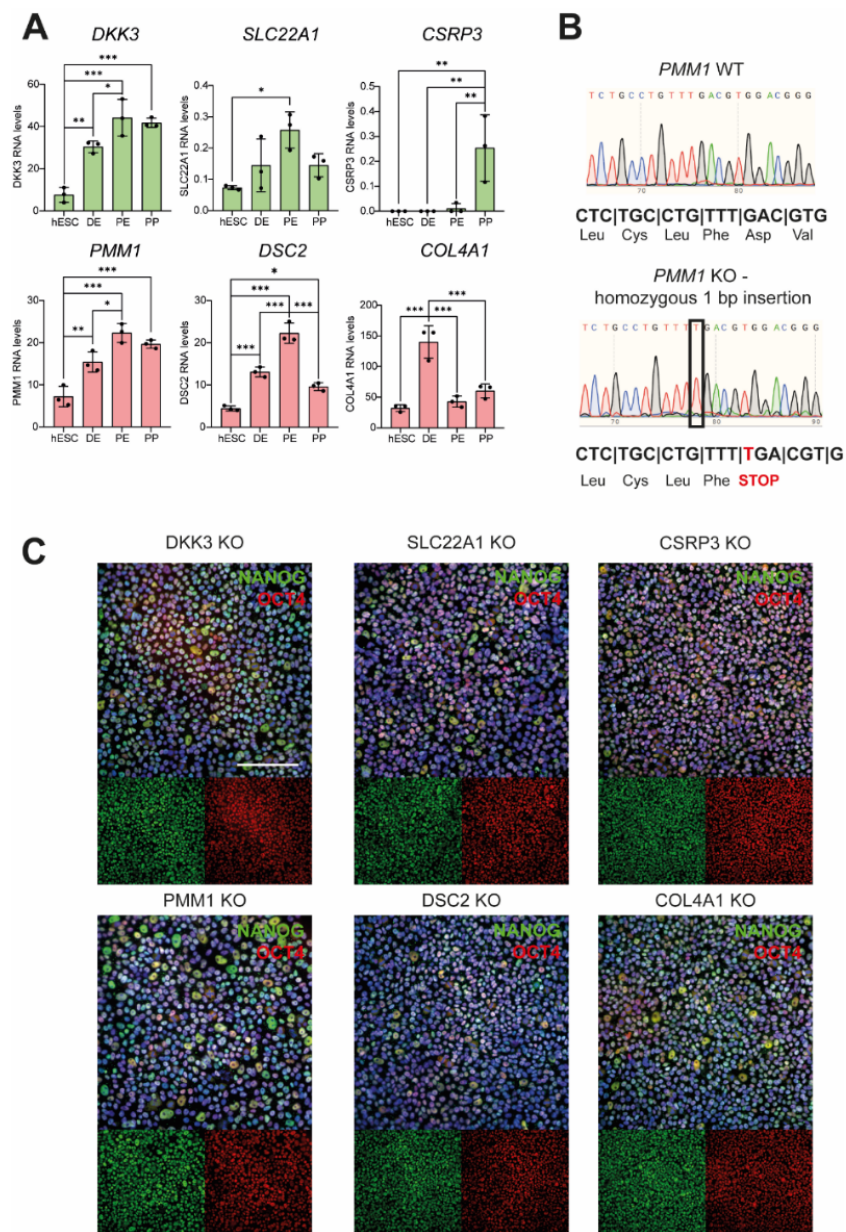 A
DKK3
SLC22A1
CSRP3
DKK3 RNA levels
60
40
20
0
***
***
**
*
hESC DE PE PP
SLC22A1 RNA levels
0.4
0.3
0.2
0.1
0.0
*
hESC DE PE PP
CSRP3 RNA levels
0.5
0.4
0.3
0.2
0.1
0.0
**
**
**
hESC DE PE PP
PMM1
DSC2
COL4A1
PMM1 RNA levels
30
20
10
0
***
***
**
*
hESC DE PE PP
DSC2 RNA levels
30
20
10
0
*
***
***
***
***
hESC DE PE PP
COL4A1 RNA levels
200
150
100
50
0
***
***
***
hESC DE PE PP
B
PMM1 WT
T C T G C C T G T T T G A C G T G G A C G G G
70 80
CTC|TGC|CTG|TTT|GAC|GTG
Leu Cys Leu Phe Asp Val
PMM1 KO -
homozygous 1 bp insertion
T C T G C C T G T T T T G A C G T G G A C G G G
70 80 90
CTC|TGC|CTG|TTT|TGA|CGT|G
Leu Cys Leu Phe STOP
C
DKK3 KO
SLC22A1 KO
CSRP3 KO
NANOG
OCT4
NANOG
OCT4
NANOG
OCT4
PMM1 KO
DSC2 KO
COL4A1 KO
NANOG
OCT4
NANOG
OCT4
NANOG
OCT4